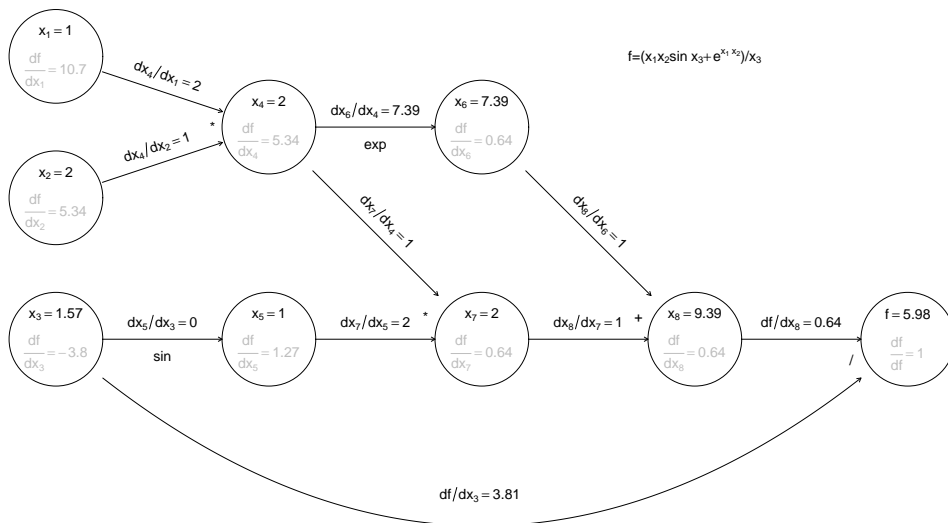 x₁=1
df/dx₁=10.7
dx₄/dx₁=2
x₂=2
df/dx₂=5.34
dx₄/dx₂=1
*
x₄=2
df/dx₄=5.34
dx₆/dx₄=7.39
exp
x₆=7.39
df/dx₆=0.64
f=(x₁x₂sin x₃+e^(x₁ x₂))/x₃
dx₇/dx₄=1
dx₈/dx₆=1
x₃=1.57
df/dx₃=−3.8
dx₅/dx₃=0
sin
x₅=1
df/dx₅=1.27
dx₇/dx₅=2
*
x₇=2
df/dx₇=0.64
dx₈/dx₇=1
+
x₈=9.39
df/dx₈=0.64
df/dx₈=0.64
/
f=5.98
df/df=1
df/dx₃=3.81